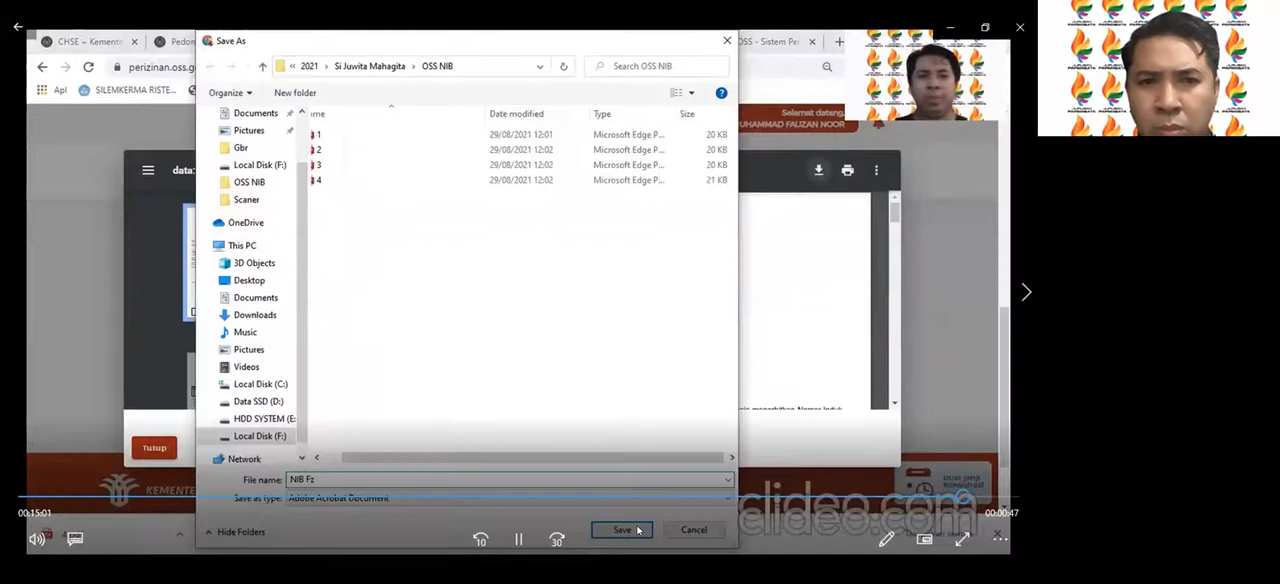 CHSE – Kemente
Pedon
Save As
OSS - Sistem Pe
perizinan.oss.g
« 2021 › Si Juwita Mahagita › OSS NIB
Search OSS NIB
Apl
SILEMKERMA RISTE...
Organize
New folder
Documents
ame
Date modified
Type
Size
Selamat datang,
UHAMMAD FAUZAN NOOR
Pictures
1
29/08/2021 12:01
Microsoft Edge P...
20 KB
Gbr
2
29/08/2021 12:02
Microsoft Edge P...
20 KB
Local Disk (F:)
3
29/08/2021 12:02
Microsoft Edge P...
20 KB
data:
OSS NIB
4
29/08/2021 12:02
Microsoft Edge P...
21 KB
Scaner
OneDrive
This PC
3D Objects
Desktop
Documents
Downloads
Music
Pictures
Videos
Local Disk (C:)
Data SSD (D:)
HDD SYSTEM (E:
Local Disk (F:)
Network
Tutup
File name:
NIB Fz
Save as type:
Adobe Acrobat Document
KEMENTE
00:15:01
00:00:47
clideo.com
Hide Folders
Save
Cancel
10
30